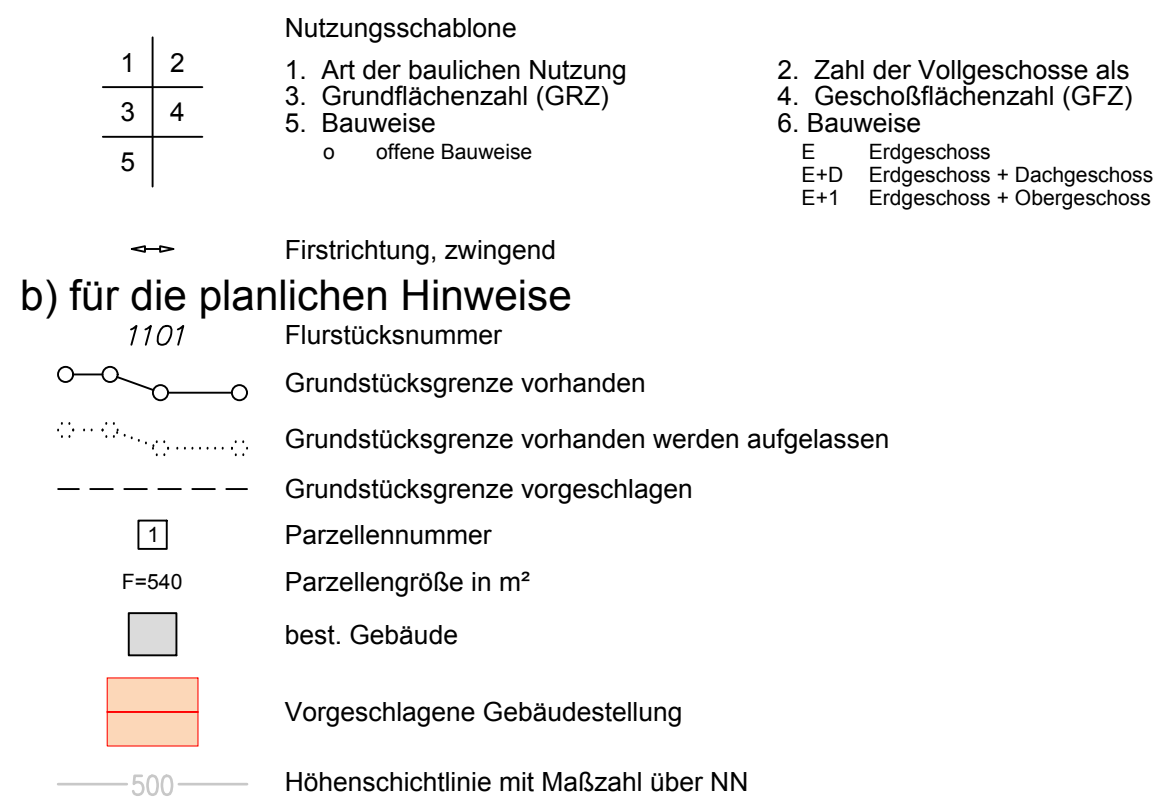 Nutzungsschablone
1 2
3 4
5
1. Art der baulichen Nutzung
2. Zahl der Vollgeschosse als
3. Grundflächenzahl (GRZ)
4. Geschoßflächenzahl (GFZ)
5. Bauweise
6. Bauweise
o offene Bauweise
E Erdgeschoss
E+D Erdgeschoss + Dachgeschoss
E+1 Erdgeschoss + Obergeschoss
Firstrichtung, zwingend
b) für die planlichen Hinweise
1101 Flurstücksnummer
Grundstücksgrenze vorhanden
Grundstücksgrenze vorhanden werden aufgelassen
Grundstücksgrenze vorgeschlagen
1 Parzellennummer
F=540 Parzellengröße in m²
best. Gebäude
Vorgeschlagene Gebäudestellung
500 Höhenschichtlinie mit Maßzahl über NN